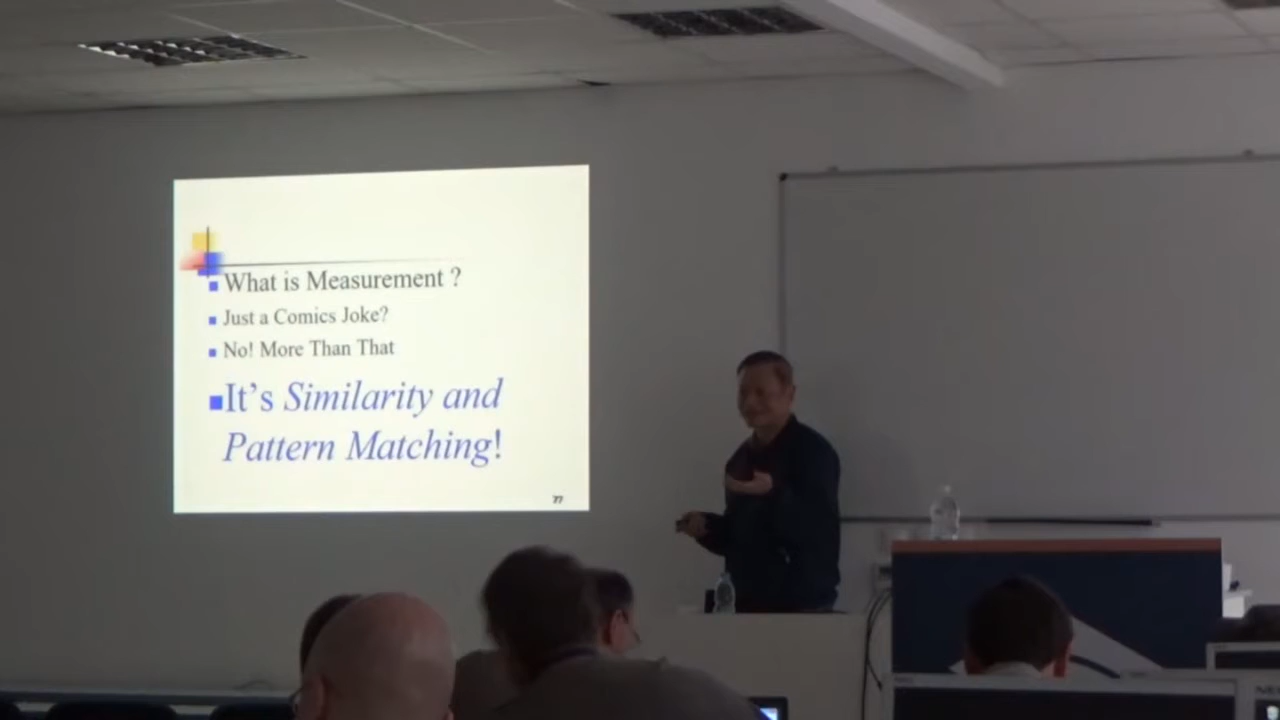 What is Measurement ?
Just a Comics Joke?
No! More Than That
It's Similarity and
Pattern Matching!
77